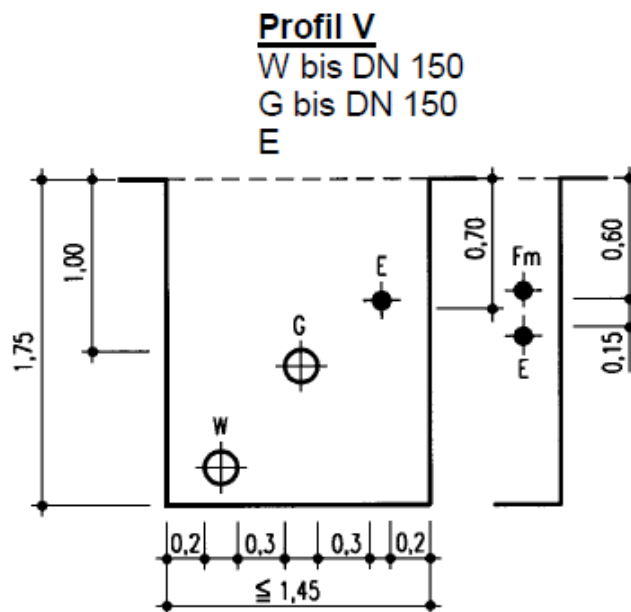 Profil V
W bis DN 150
G bis DN 150
E
1,75
1,00
E
G
W
0,70
Fm
E
0,60
0,15
0,2 0,3 0,3 0,2
≦ 1,45